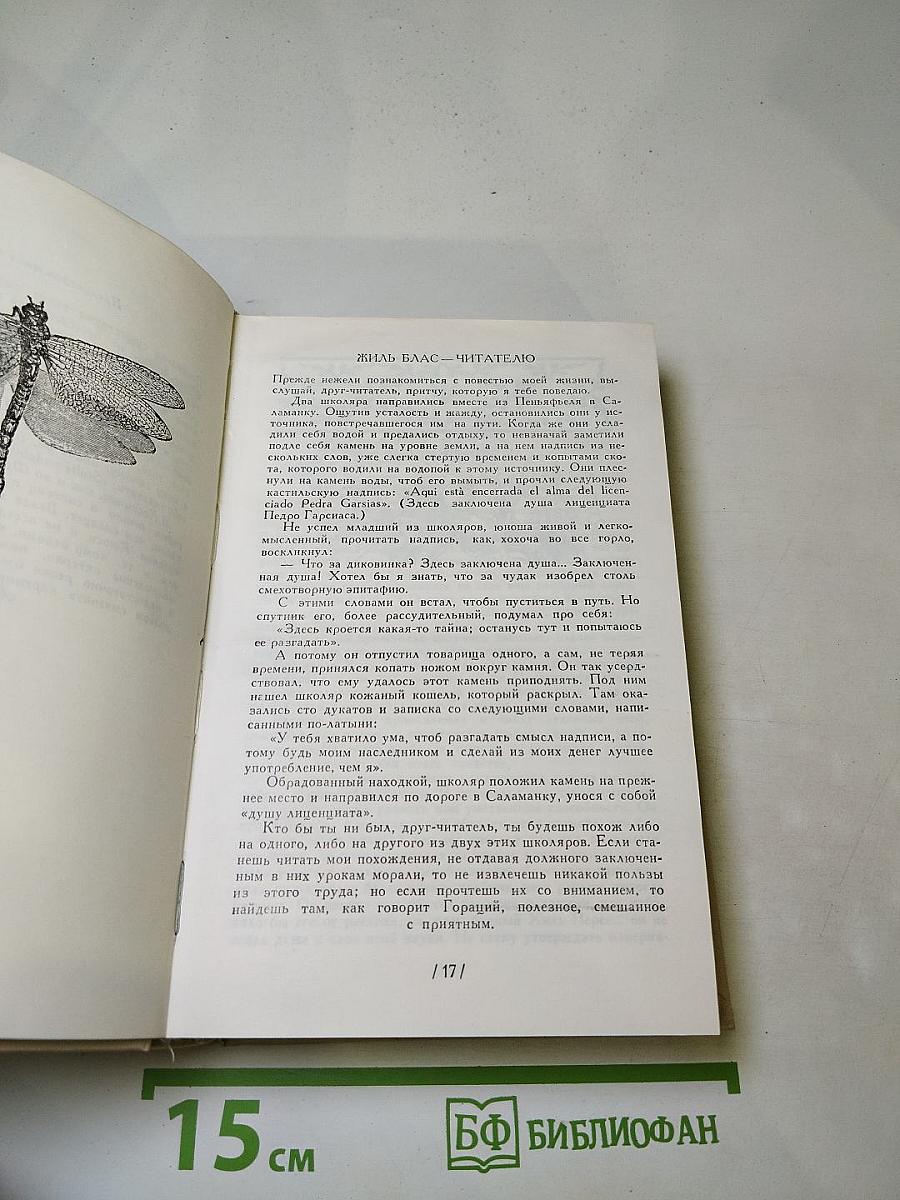 ЖИЛЬ БЛАС — ЧИТАТЕЛЮ
Прежде нежели познакомиться с повестью моей жизни, вы-
слушай, друг-читатель, притчу, которую я тебе поведаю.
Два школяра направились вместе из Пеньяфьеля в Са-
ламанку. Ощутив усталость и жажду, остановились они у ис-
точника, повстречавшегося им на пути. Когда же они усла-
дили себя водой и предались отдыху, то невзначай заметили
подле себя камень на уровне земли, а на нем надпись из не-
скольких слов, уже слегка стертую временем и копытами ско-
та, которого водили на водопой к этому источнику. Они плес-
нули на камень воды, чтоб его вымыть, и прочли следующую
кастильскую надпись: «Aqui està encerrada el alma del licen-
ciado Pedra Garsias». (Здесь заключена душа лиценциата
Педро Гарсиаса.)
Не успел младший из школяров, юноша живой и легко-
мысленный, прочитать надпись, как, хохоча во все горло,
воскликнул:
— Что за диковинка? Здесь заключена душа... Заключен-
ная душа! Хотел бы я знать, что за чудак изобрел столь
смехотворную эпитафию.
С этими словами он встал, чтобы пуститься в путь. Но
спутник его, более рассудительный, подумал про себя:
«Здесь кроется какая-то тайна; останусь тут и попытаюсь
ее разгадать».
А потому он отпустил товарища одного, а сам, не теряя
времени, принялся копать ножом вокруг камня. Он так усерд-
ствовал, что ему удалось этот камень приподнять. Под ним
нашел школяр кожаный кошель, который раскрыл. Там ока-
зались сто дукатов и записка со следующими словами, напи-
санными по-латыни:
«У тебя хватило ума, чтоб разгадать смысл надписи, а по-
тому будь моим наследником и сделай из моих денег лучшее
употребление, чем я».
Обрадованный находкой, школяр положил камень на преж-
нее место и направился по дороге в Саламанку, унося с собой
«душу лиценциата».
Кто бы ты ни был, друг-читатель, ты будешь похож либо
на одного, либо на другого из двух этих школяров. Если ста-
нешь читать мои похождения, не отдавая должного заключен-
ным в них урокам морали, то не извлечешь никакой пользы
из этого труда; но если прочтешь их со вниманием, то
найдешь там, как говорит Гораций, полезное, смешанное
с приятным.
/17/
15 см
БФ БИБЛИОФАН